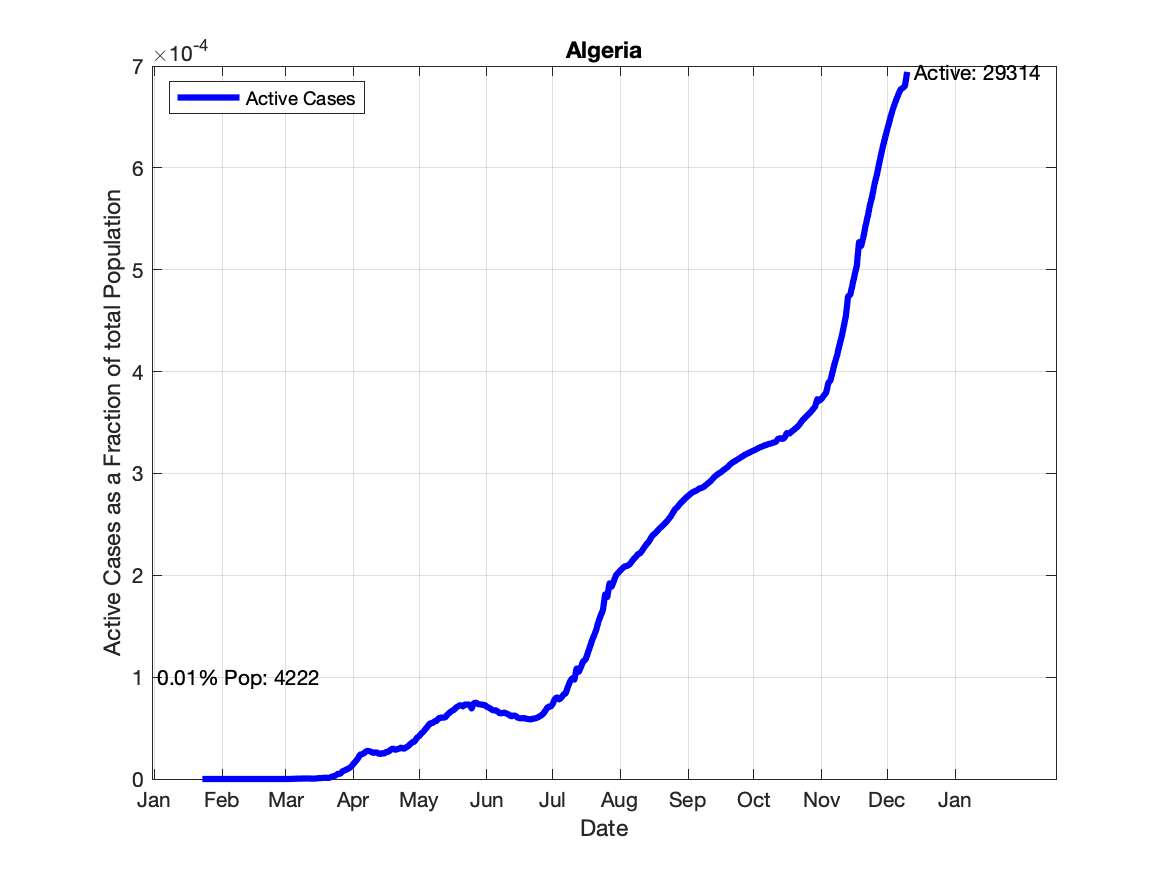 Algeria
×10-4
7
Active: 29314
Active Cases
6
5
4
3
2
1
0.01% Pop: 4222
0
Active Cases as a Fraction of total Population
Jan Feb Mar Apr May Jun Jul Aug Sep Oct Nov Dec Jan
Date